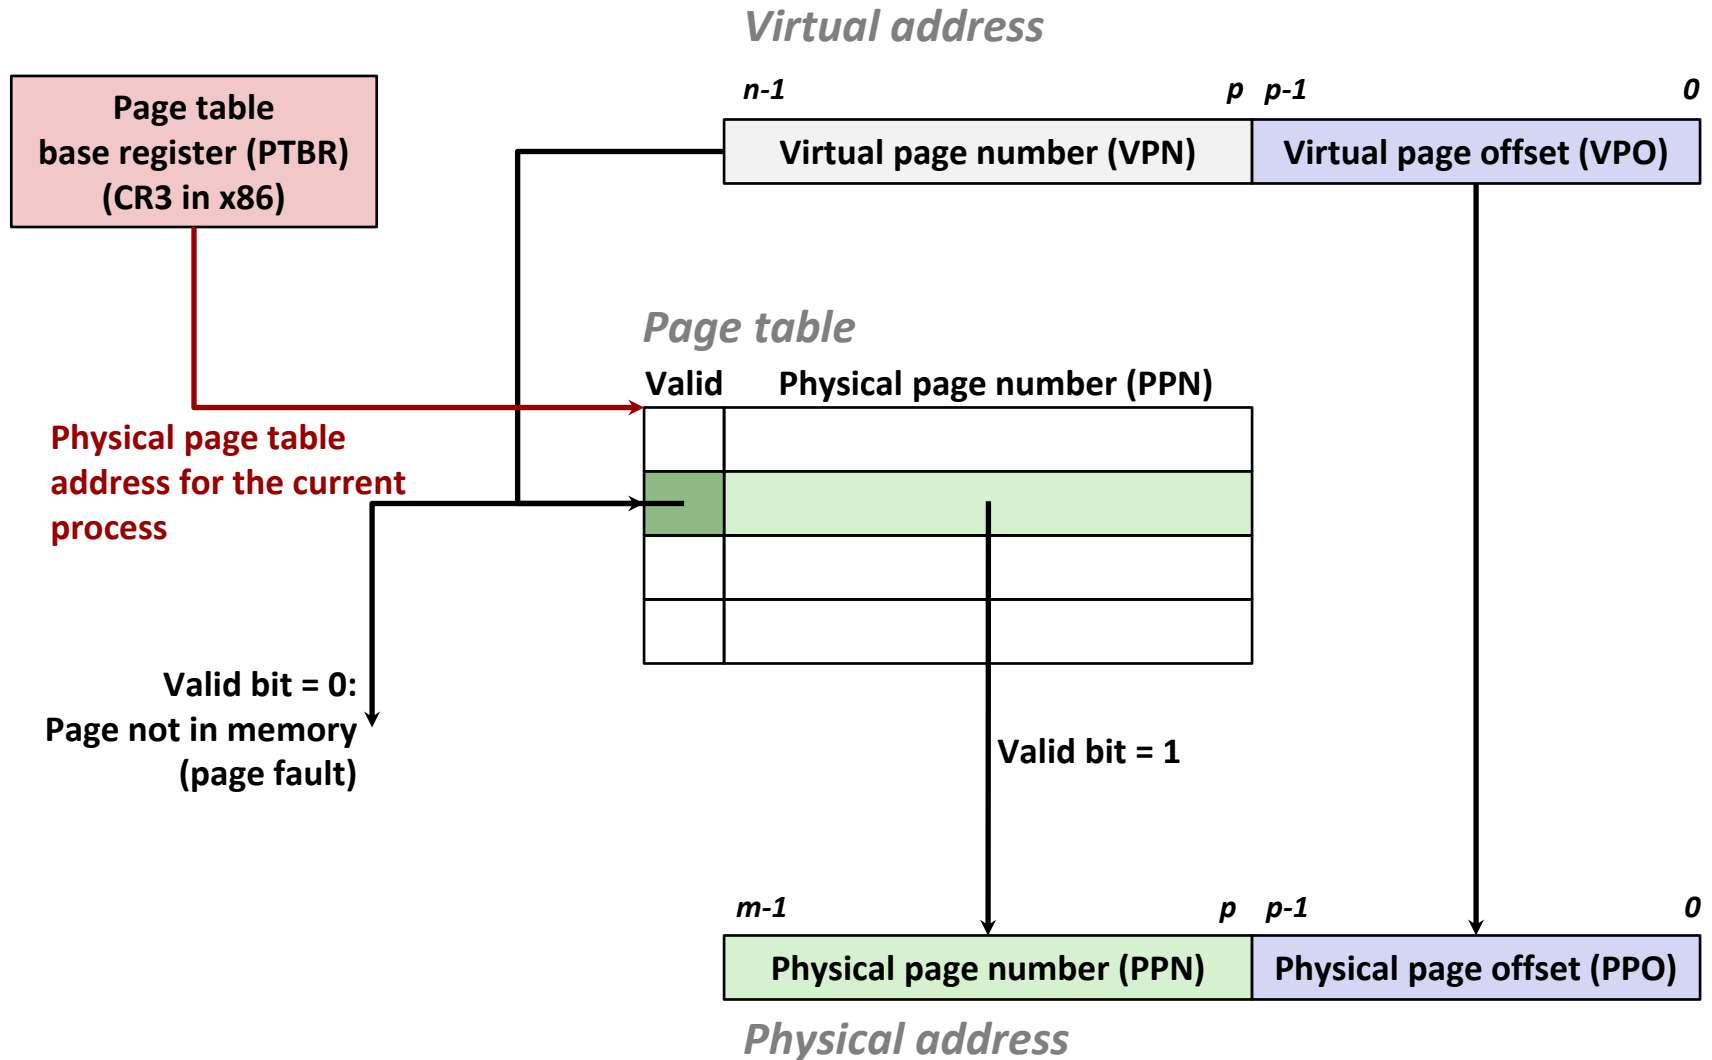 Virtual address
n-1 p p-1 0
Page table
base register (PTBR)
(CR3 in x86)
Virtual page number (VPN) Virtual page offset (VPO)
Page table
Valid Physical page number (PPN)
Physical page table
address for the current
process
Valid bit = 0:
Page not in memory
(page fault)
Valid bit = 1
m-1 p p-1 0
Physical page number (PPN) Physical page offset (PPO)
Physical address